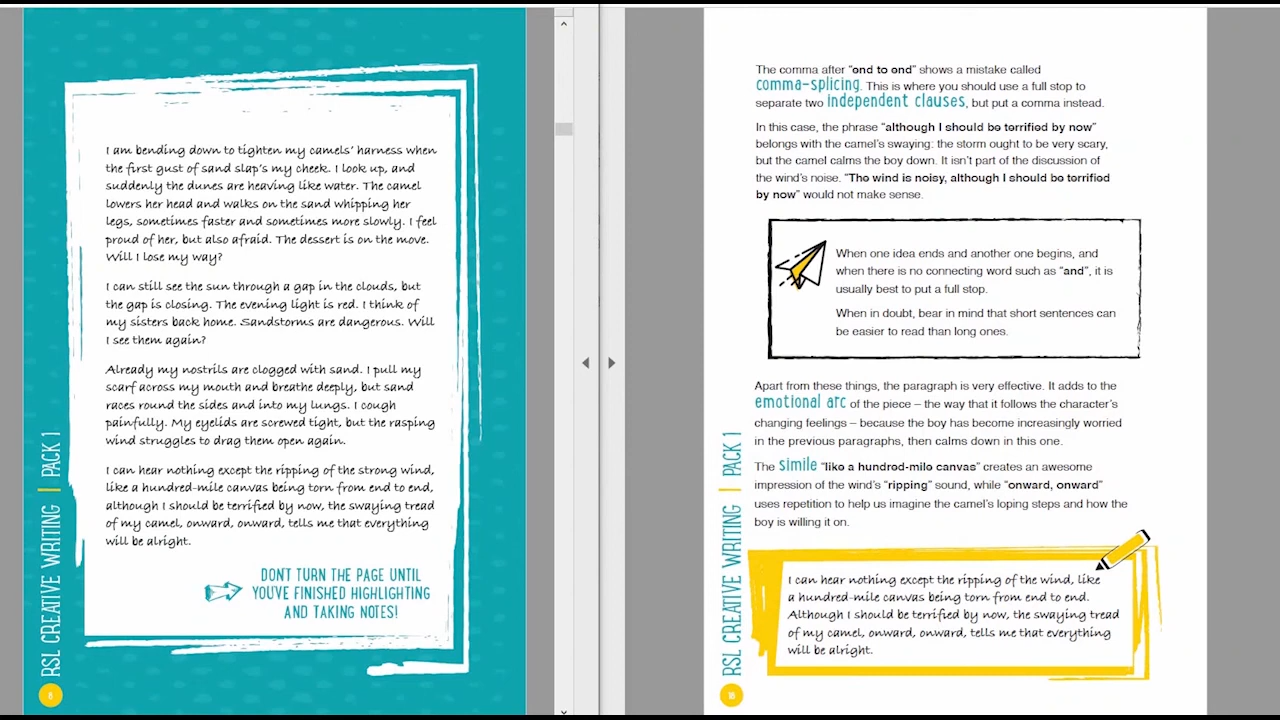 I am bending down to tighten my camels' harness when
the first gust of sand slap's my cheek. I look up, and
suddenly the dunes are heaving like water. The camel
lowers her head and walks on the sand whipping her
legs, sometimes faster and sometimes more slowly. I feel
proud of her, but also afraid. The dessert is on the move.
Will I lose my way?
I can still see the sun through a gap in the clouds, but
the gap is closing. The evening light is red. I think of
my sisters back home. Sandstorms are dangerous. Will
I see them again?
Already my nostrils are clogged with sand. I pull my
scarf across my mouth and breathe deeply, but sand
races round the sides and into my lungs. I cough
painfully. My eyelids are screwed tight, but the rasping
wind struggles to drag them open again.
I can hear nothing except the ripping of the strong wind,
like a hundred-mile canvas being torn from end to end,
although I should be terrified by now, the swaying tread
of my camel, onward, onward, tells me that everything
will be alright.
DON'T TURN THE PAGE UNTIL
YOU'VE FINISHED HIGHLIGHTING
AND TAKING NOTES!
RSL CREATIVE WRITING | PACK 1
8
The comma after "end to end" shows a mistake called
comma-splicing. This is where you should use a full stop to
separate two independent clauses, but put a comma instead.
In this case, the phrase "although I should be terrified by now"
belongs with the camel's swaying: the storm ought to be very scary,
but the camel calms the boy down. It isn't part of the discussion of
the wind's noise. "The wind is noisy, although I should be terrified
by now" would not make sense.
When one idea ends and another one begins, and
when there is no connecting word such as "and", it is
usually best to put a full stop.
When in doubt, bear in mind that short sentences can
be easier to read than long ones.
Apart from these things, the paragraph is very effective. It adds to the
emotional arc of the piece – the way that it follows the character's
changing feelings – because the boy has become increasingly worried
in the previous paragraphs, then calms down in this one.
The simile "like a hundred-mile canvas" creates an awesome
impression of the wind's "ripping" sound, while "onward, onward"
uses repetition to help us imagine the camel's loping steps and how the
boy is willing it on.
I can hear nothing except the ripping of the wind, like
a hundred-mile canvas being torn from end to end.
Although I should be terrified by now, the swaying tread
of my camel, onward, onward, tells me that everything
will be alright.
RSL CREATIVE WRITING | PACK 1
16